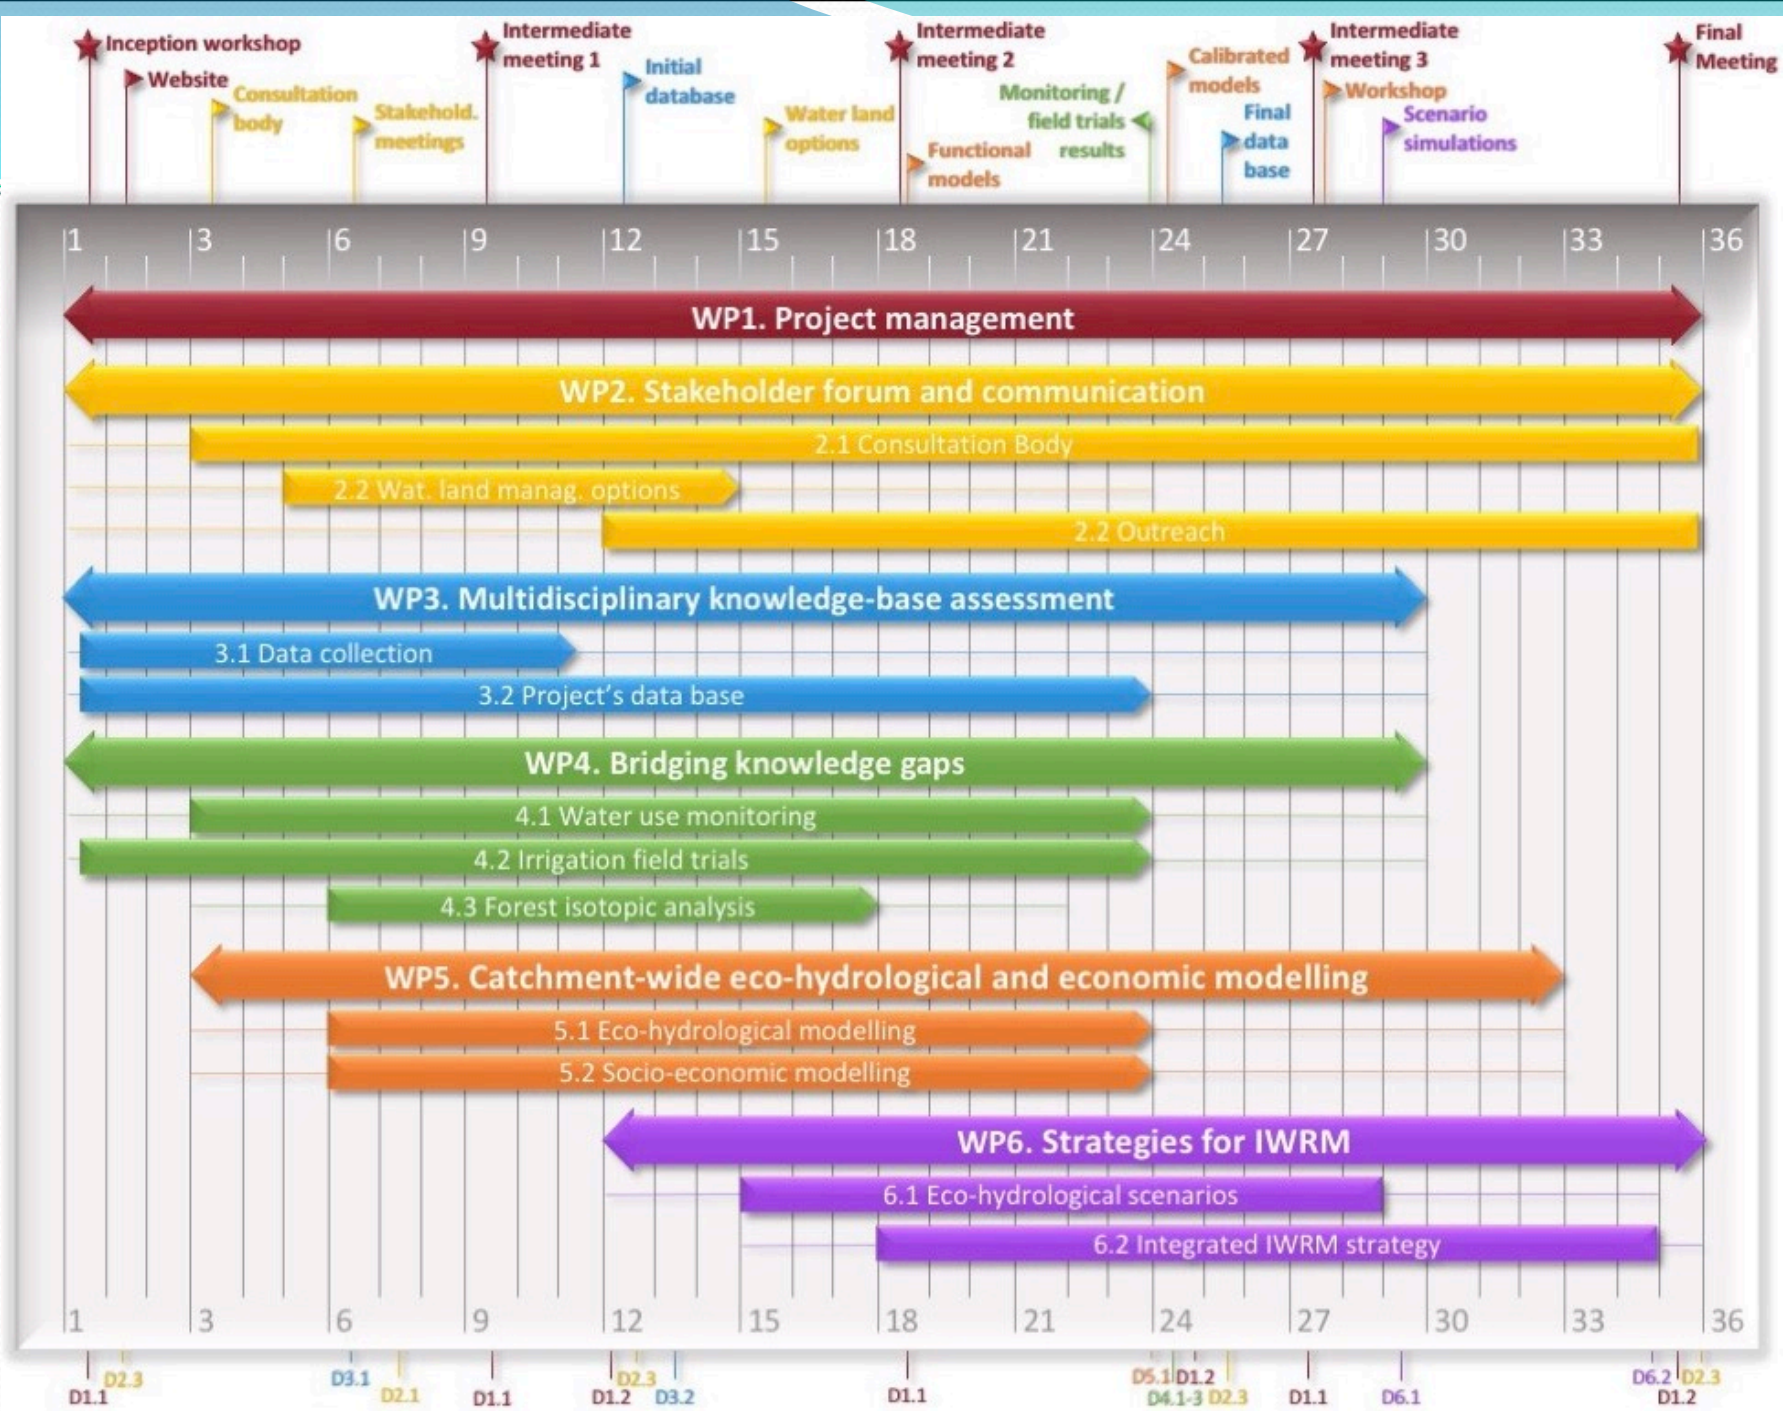 Inception workshop
Website
Consultation
body
Stakehold.
meetings
Intermediate
meeting 1
Initial
database
Water land
options
Intermediate
meeting 2
Functional
models
Monitoring /
field trials
results
Calibrated
models
Final
data
base
Intermediate
meeting 3
Workshop
Scenario
simulations
Final
Meeting
1 3 6 9 12 15 18 21 24 27 30 33 36
WP1. Project management
WP2. Stakeholder forum and communication
2.1 Consultation Body
2.2 Wat. land manag. options
2.2 Outreach
WP3. Multidisciplinary knowledge-base assessment
3.1 Data collection
3.2 Project’s data base
WP4. Bridging knowledge gaps
4.1 Water use monitoring
4.2 Irrigation field trials
4.3 Forest isotopic analysis
WP5. Catchment-wide eco-hydrological and economic modelling
5.1 Eco-hydrological modelling
5.2 Socio-economic modelling
WP6. Strategies for IWRM
6.1 Eco-hydrological scenarios
6.2 Integrated IWRM strategy
1 3 6 9 12 15 18 21 24 27 30 33 36
D2.3 D3.1 D2.3 D5.1 D1.2 D6.2 D2.3
D1.1 D2.1 D1.1 D1.2 D3.2 D1.1 D4.1-3 D2.3 D1.1 D6.1 D1.2